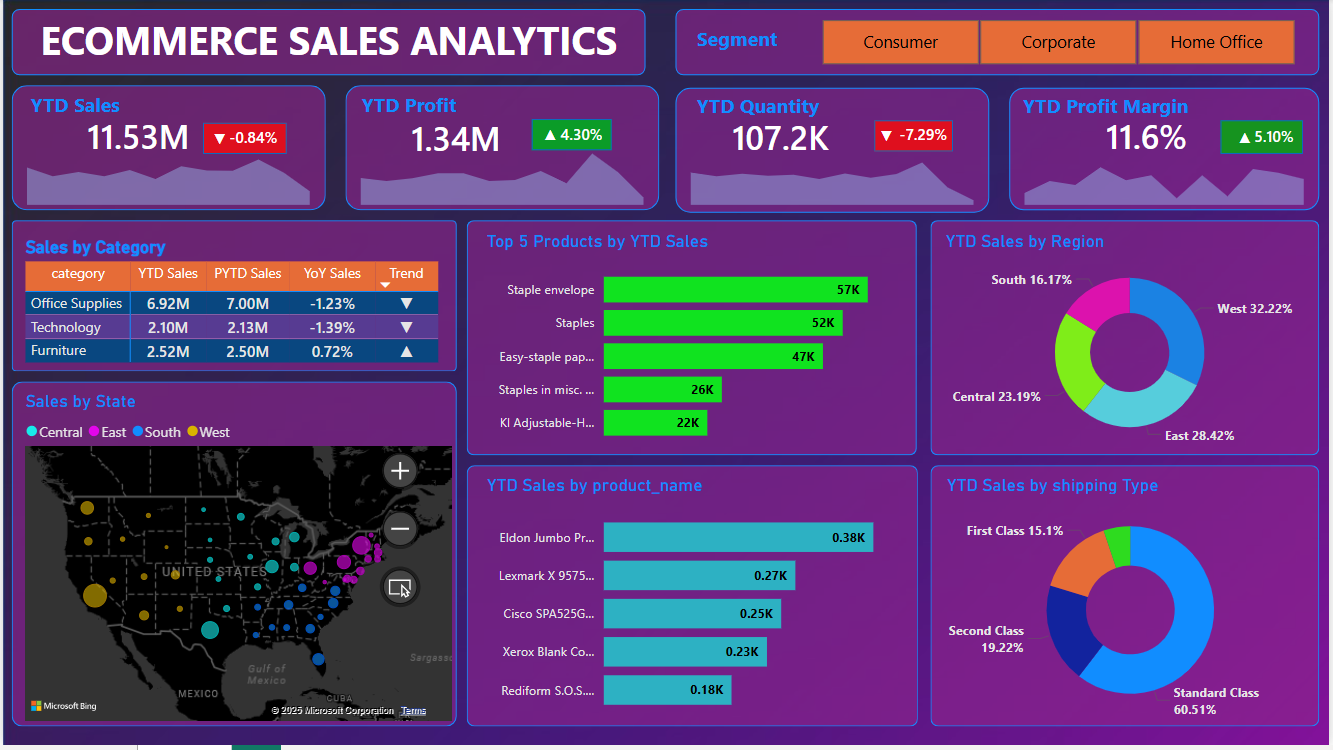 ECOMMERCE SALES ANALYTICS
Segment
Consumer
Corporate
Home Office
YTD Sales
11.53M
▼ -0.84%
YTD Profit
1.34M
▲ 4.30%
YTD Quantity
107.2K
▼ -7.29%
YTD Profit Margin
11.6%
▲ 5.10%
Sales by Category
category YTD Sales PYTD Sales YoY Sales Trend
Office Supplies 6.92M 7.00M -1.23% ▼
Technology 2.10M 2.13M -1.39% ▼
Furniture 2.52M 2.50M 0.72% ▲
Top 5 Products by YTD Sales
Staple envelope 57K
Staples 52K
Easy-staple pap... 47K
Staples in misc. ... 26K
KI Adjustable-H... 22K
YTD Sales by Region
South 16.17%
West 32.22%
Central 23.19%
East 28.42%
Sales by State
Central East South West
UNITED STATES
Gulf of
Mexico
MEXICO
CUBA
Sargasso
Microsoft Bing
© 2025 Microsoft Corporation Terms
YTD Sales by product_name
Eldon Jumbo Pr... 0.38K
Lexmark X 9575... 0.27K
Cisco SPA525G... 0.25K
Xerox Blank Co... 0.23K
Rediform S.O.S.... 0.18K
YTD Sales by shipping Type
First Class 15.1%
Second Class
19.22%
Standard Class
60.51%